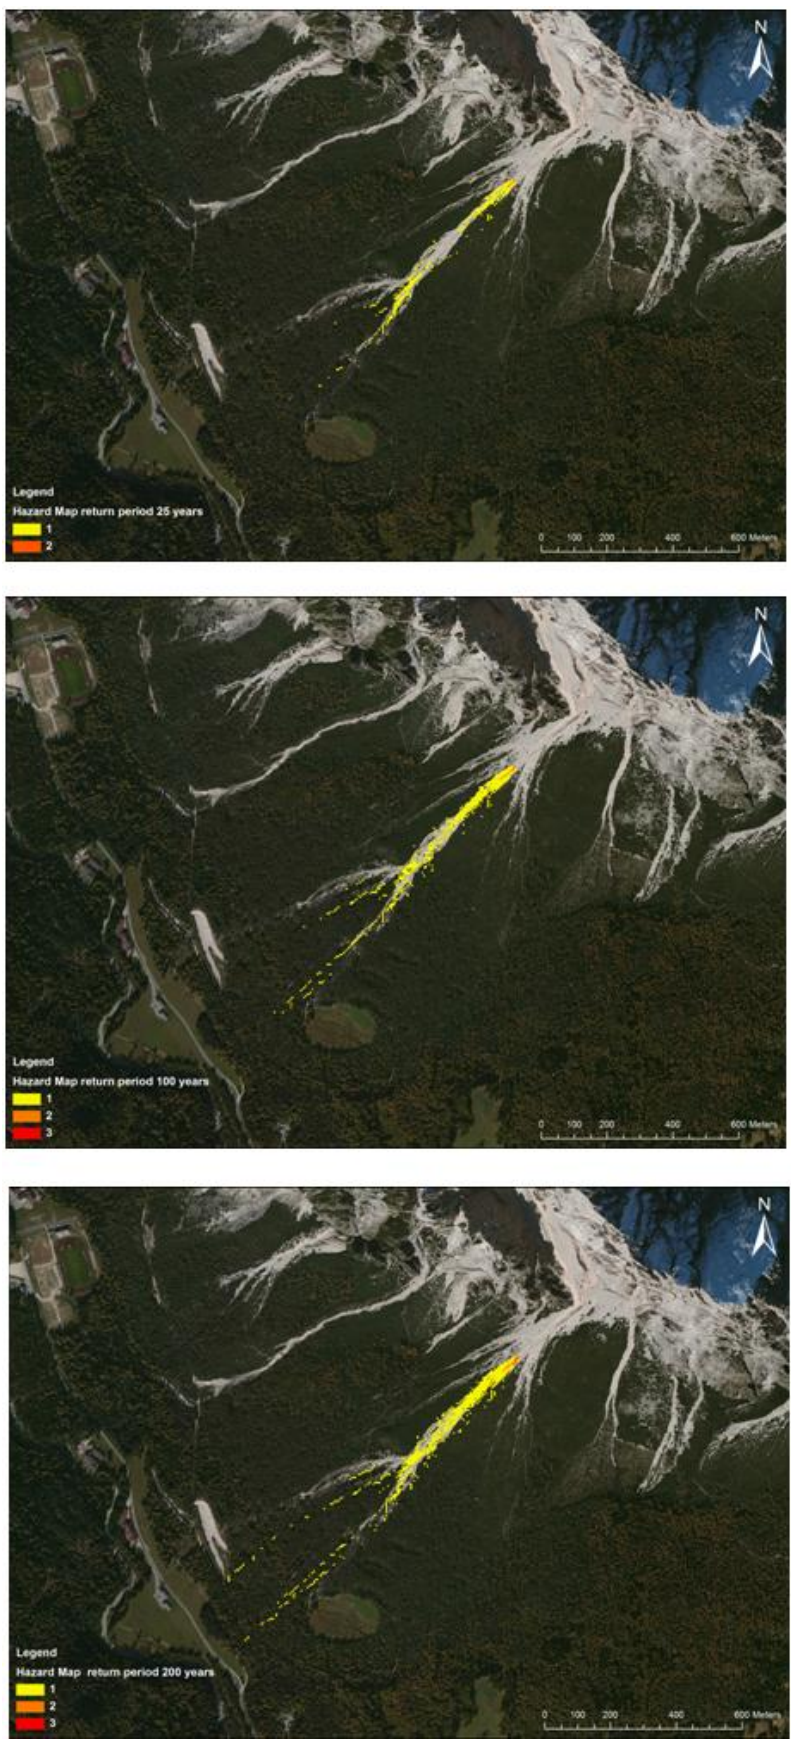 N
Legend
Hazard Map return period 25 years
1
2
0 100 200 400 600 Meters
N
Legend
Hazard Map return period 100 years
1
2
3
0 100 200 400 600 Meters
N
Legend
Hazard Map return period 200 years
1
2
3
0 100 200 400 600 Meters